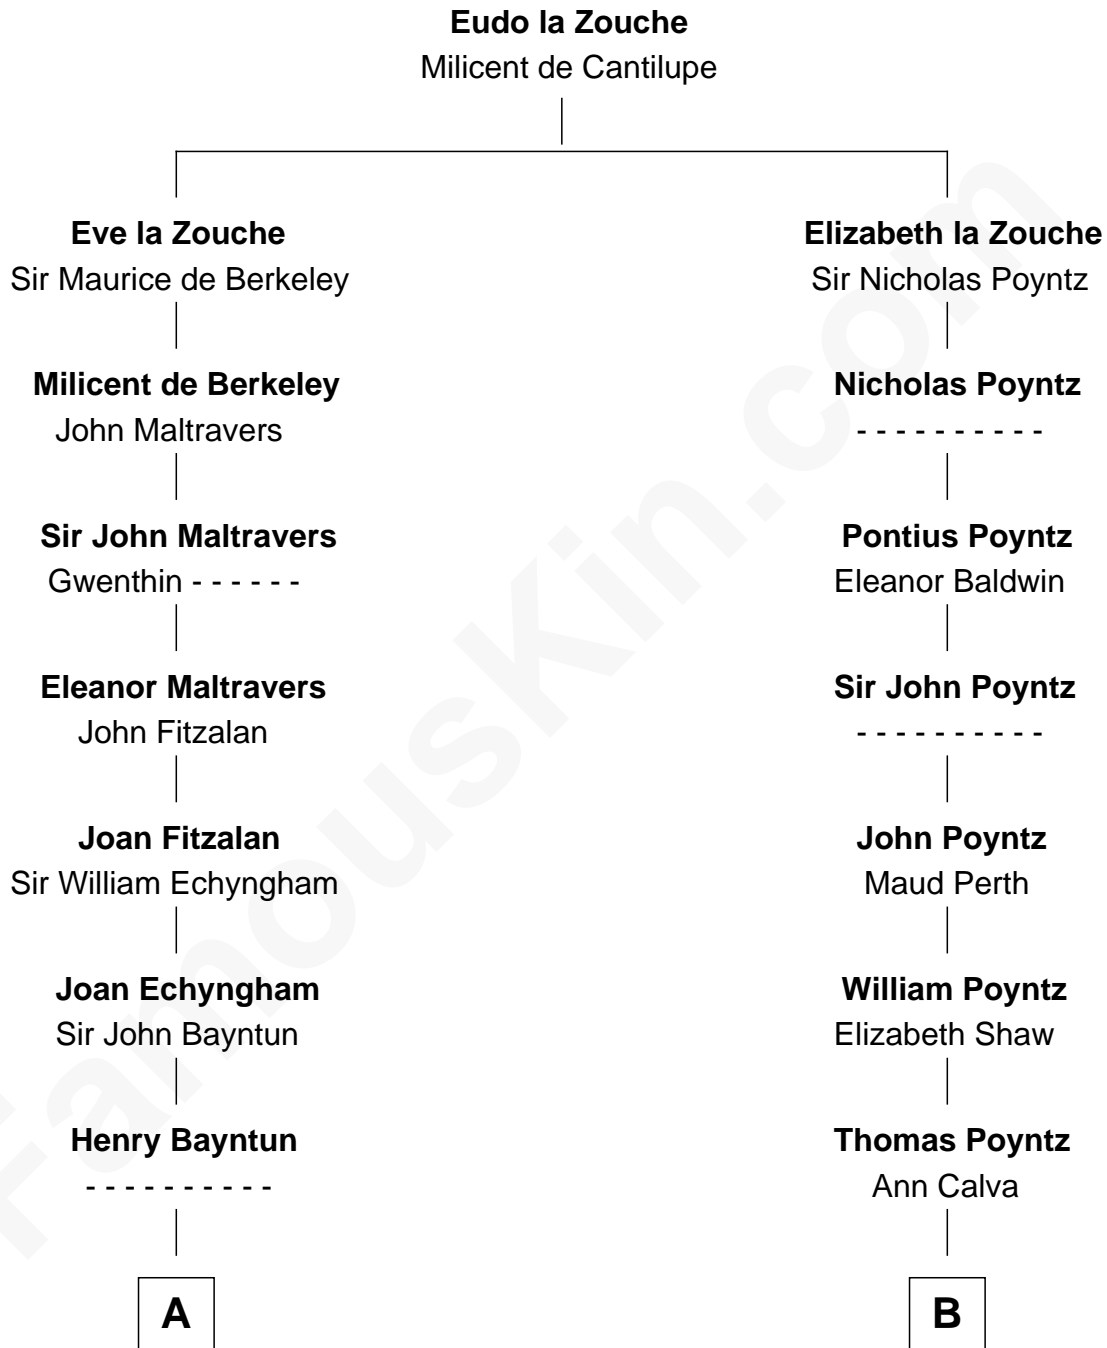 Eudo la Zouche
Milicent de Cantilupe
Eve la Zouche
Sir Maurice de Berkeley
Elizabeth la Zouche
Sir Nicholas Poyntz
Milicent de Berkeley
John Maltravers
Nicholas Poyntz
- - - - - - - - - -
Sir John Maltravers
Gwenthin - - - - - -
Pontius Poyntz
Eleanor Baldwin
Eleanor Maltravers
John Fitzalan
Sir John Poyntz
- - - - - - - - - -
Joan Fitzalan
Sir William Echyngham
John Poyntz
Maud Perth
Joan Echyngham
Sir John Bayntun
William Poyntz
Elizabeth Shaw
Henry Bayntun
- - - - - - - - - -
Thomas Poyntz
Ann Calva
A
B
FamousKin.com